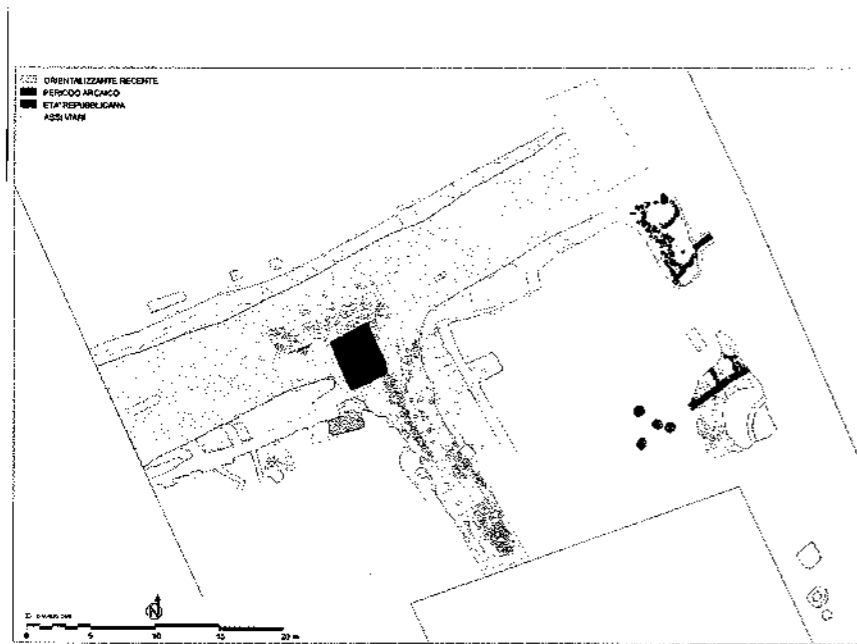 ORIENTALIZZANTE RECENTE
PERIODO ARCAICO
ETA' REPUBBLICANA
ASSI VIARI
N
0 5 10 15 20 m